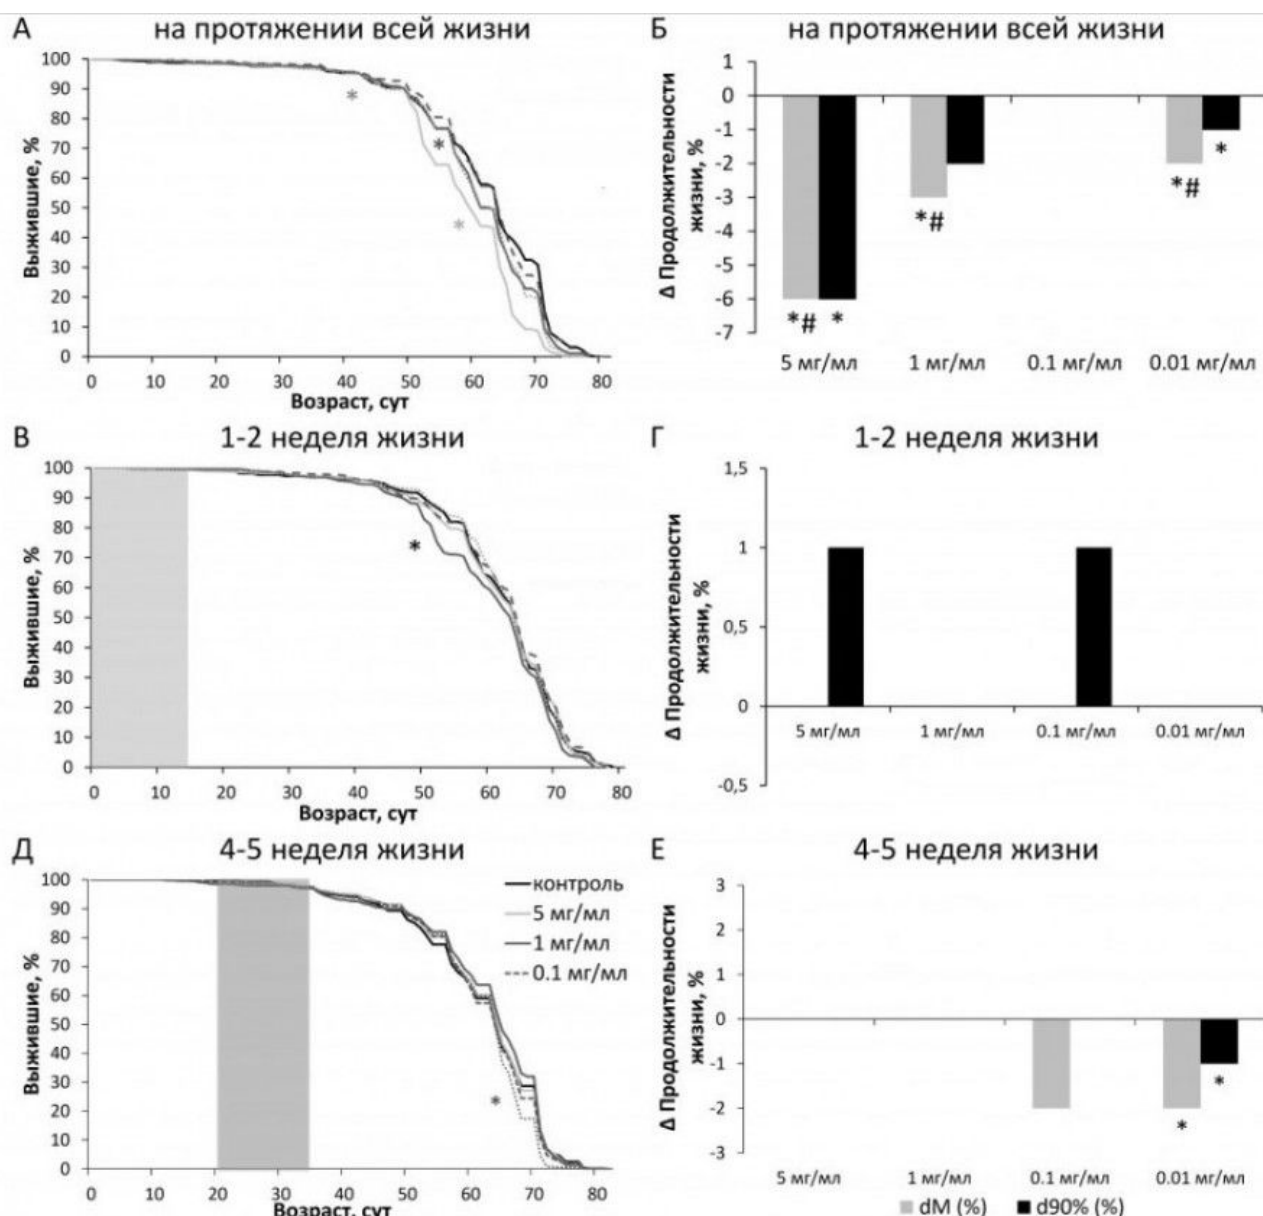 А на протяжении всей жизни
100
90
80
70
60
50
40
30
20
10
0
Выжившие, %
*
*
*
0 10 20 30 40 50 60 70 80
Возраст, сут
Б на протяжении всей жизни
1
0
-1
-2
-3
-4
-5
-6
-7
Δ Продолжительности
жизни, %
*# *
*#
*# *
5 мг/мл 1 мг/мл 0.1 мг/мл 0.01 мг/мл
В 1-2 неделя жизни
100
90
80
70
60
50
40
30
20
10
0
Выжившие, %
*
0 10 20 30 40 50 60 70 80
Возраст, сут
Г 1-2 неделя жизни
1,5
1
0,5
0
-0,5
Δ Продолжительности
жизни, %
5 мг/мл 1 мг/мл 0.1 мг/мл 0.01 мг/мл
Д 4-5 неделя жизни
100
90
80
70
60
50
40
30
20
10
0
Выжившие, %
контроль
5 мг/мл
1 мг/мл
0.1 мг/мл
*
0 10 20 30 40 50 60 70 80
Возраст, сут
Е 4-5 неделя жизни
3
2
1
0
-1
-2
-3
Δ Продолжительности
жизни, %
* *
5 мг/мл 1 мг/мл 0.1 мг/мл 0.01 мг/мл
dM (%) d90% (%)